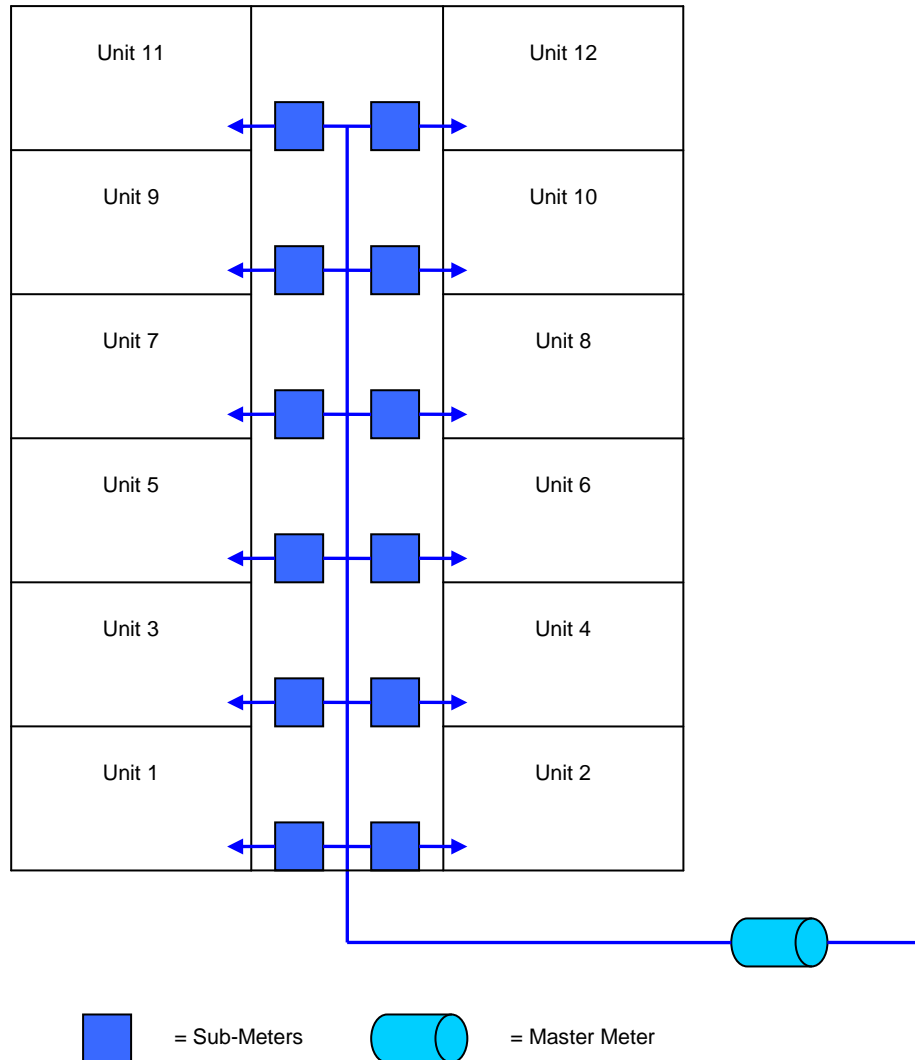 Unit 11
Unit 12
Unit 9
Unit 10
Unit 7
Unit 8
Unit 5
Unit 6
Unit 3
Unit 4
Unit 1
Unit 2
= Sub-Meters
= Master Meter